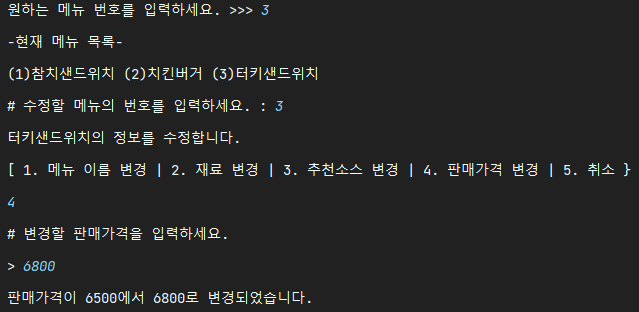 원하는 메뉴 번호를 입력하세요. >>> 3
-현재 메뉴 목록-
(1)참치샌드위치 (2)치킨버거 (3)터키샌드위치
# 수정할 메뉴의 번호를 입력하세요. : 3
터키샌드위치의 정보를 수정합니다.
[ 1. 메뉴 이름 변경 | 2. 재료 변경 | 3. 추천소스 변경 | 4. 판매가격 변경 | 5. 취소 }
4
# 변경할 판매가격을 입력하세요.
> 6800
판매가격이 6500에서 6800로 변경되었습니다.